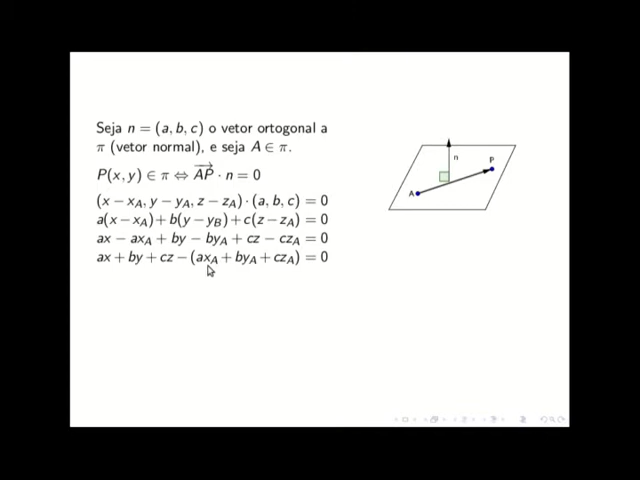 Seja n = (a, b, c) o vetor ortogonal a
π (vetor normal), e seja A ∈ π.
P(x, y) ∈ π ⇔ \overrightarrow{AP} · n = 0
(x − x_A, y − y_A, z − z_A) · (a, b, c) = 0
a(x − x_A) + b(y − y_B) + c(z − z_A) = 0
ax − ax_A + by − by_A + cz − cz_A = 0
ax + by + cz − (ax_A + by_A + cz_A) = 0
n
P
A